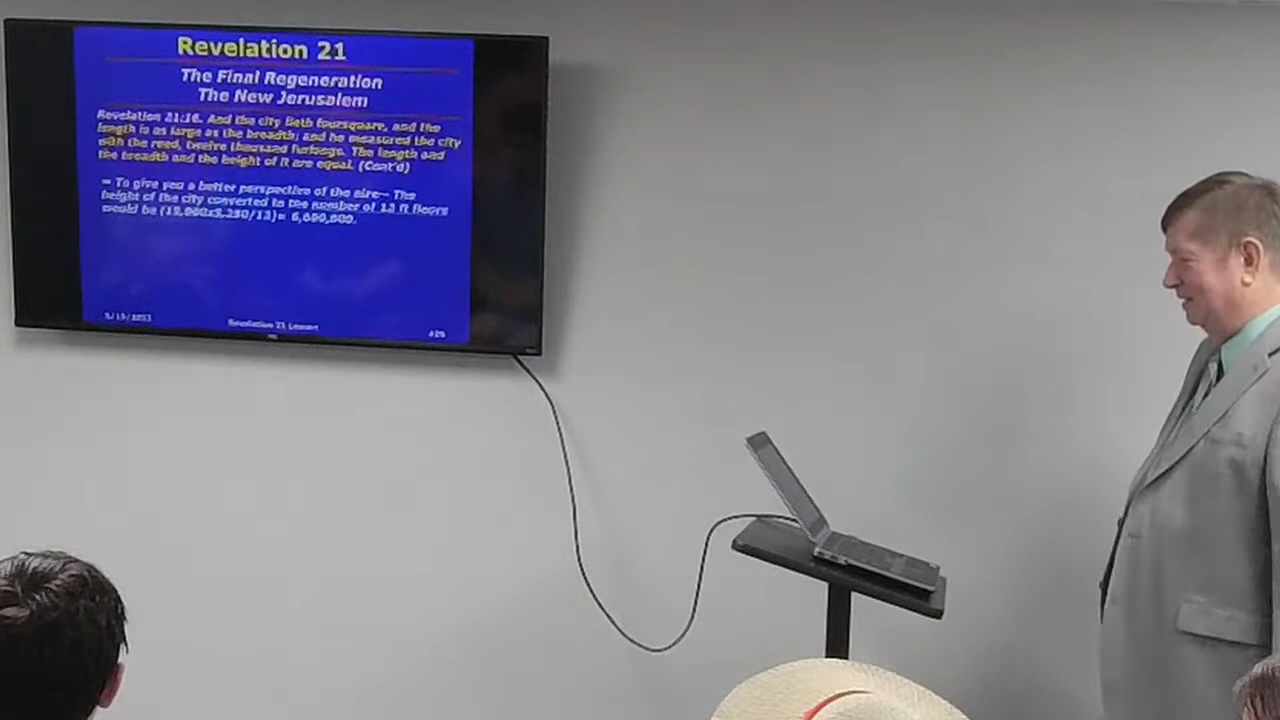 Revelation 21
The Final Regeneration
The New Jerusalem
Revelation 21:16. And the city lieth foursquare, and the
length is as large as the breadth: and he measured the city
with the reed, twelve thousand furlongs. The length and
the breadth and the height of it are equal. (Cont'd)
To give you a better perspective of the size— The
height of the city converted to the number of 12 ft floors
would be
Revelation 21 Lesson